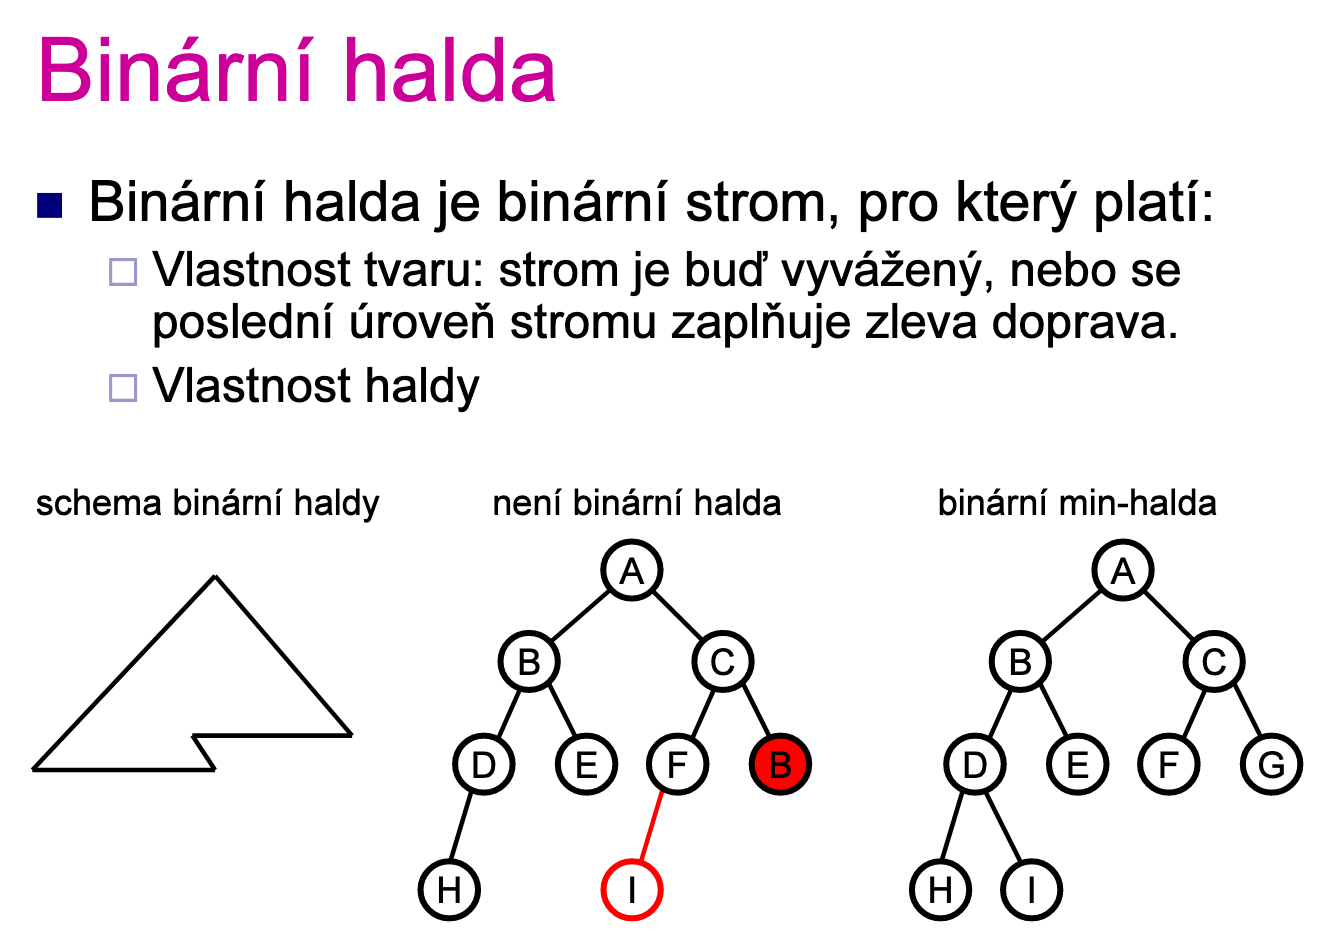 Binární halda
Binární halda je binární strom, pro který platí:
Vlastnost tvaru: strom je buď vyvážený, nebo se
poslední úroveň stromu zaplňuje zleva doprava.
Vlastnost haldy
schema binární haldy
není binární halda
binární min-halda
A
B C
D E F B
H I
A
B C
D E F G
H I